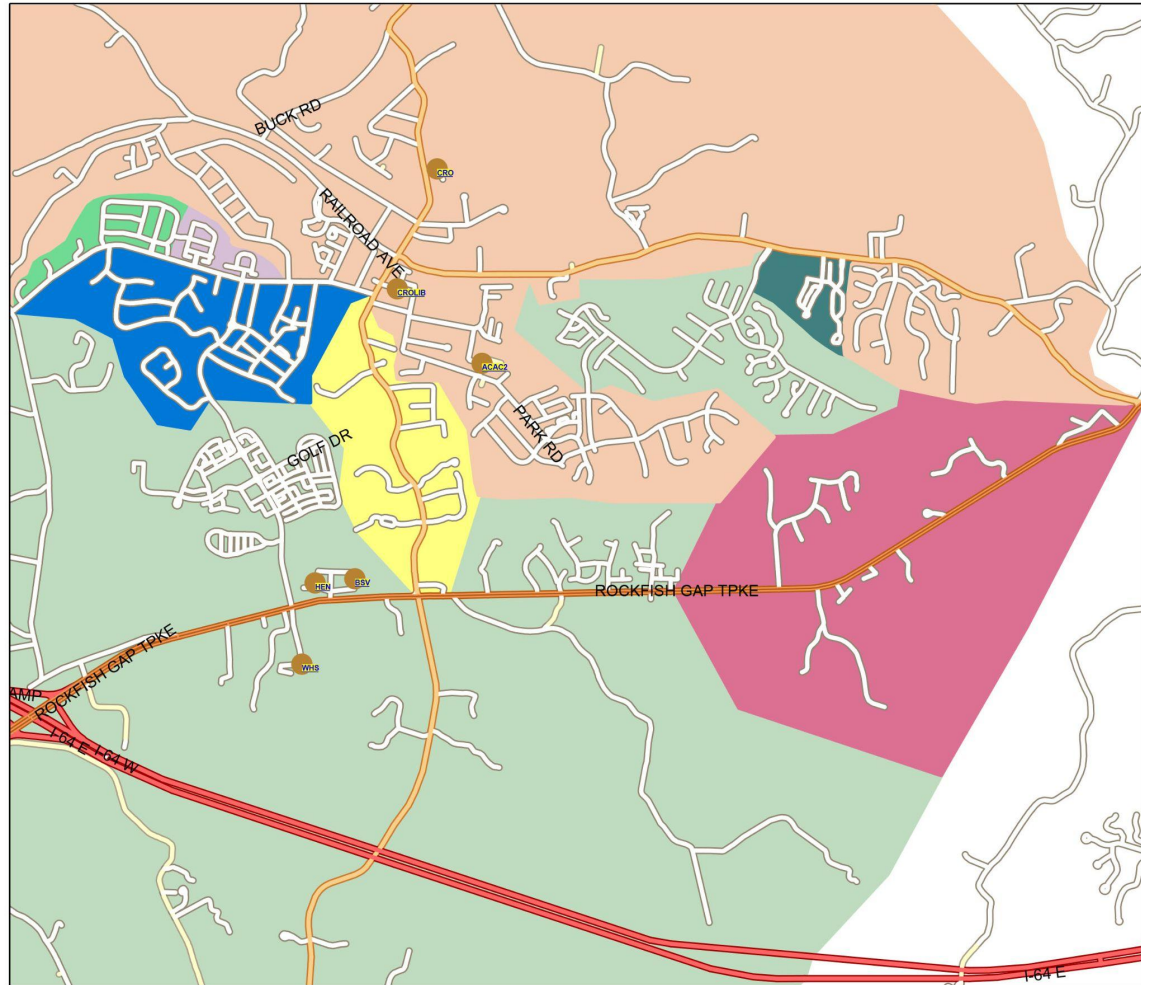 BUCK RD
CRO
RAILROAD AVE
CROLIB
ACAC2
PARK RD
GOLF DR
HEN
BSV
ROCKFISH GAP TPKE
ROCKFISH GAP TPKE
WHS
AMP
I-64 E
I-64 W
I-64 E